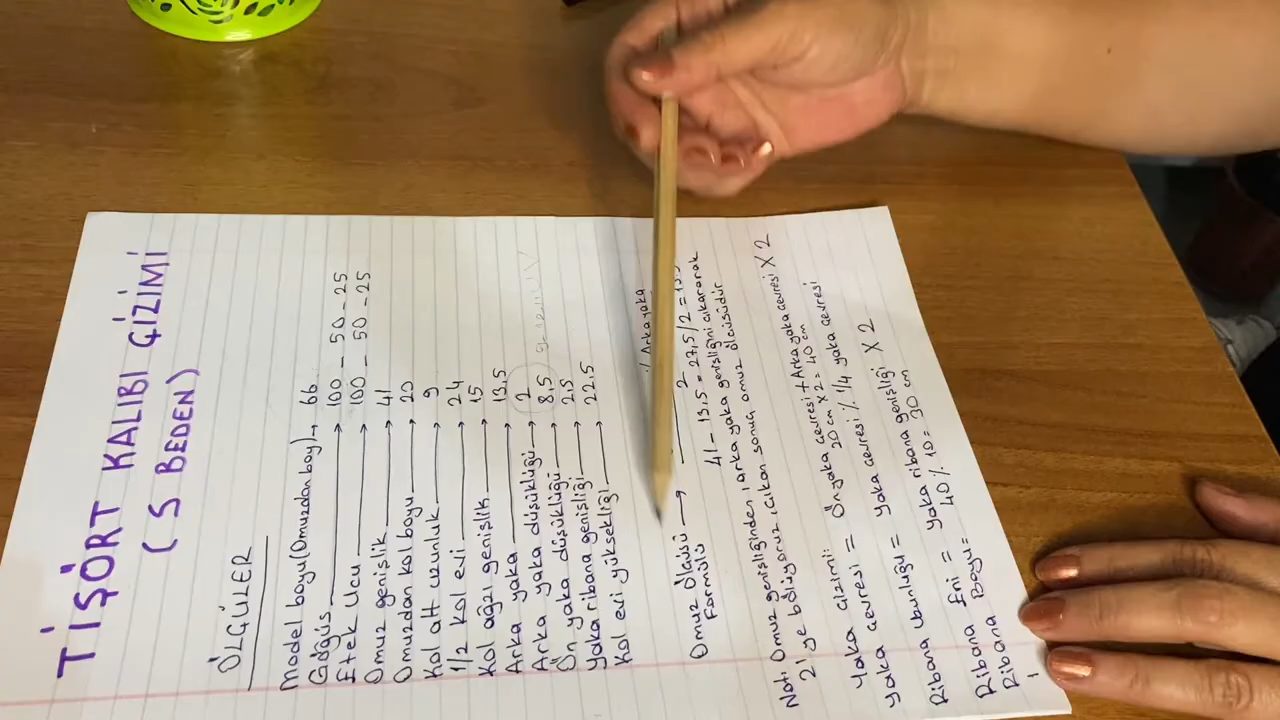 TİŞÖRT KALIBI ÇİZİMİ
( S BEDEN)
ÖLÇÜLER
Model boyu(Omuzdan boy)→ 66
Göğüs → 100 - 50 - 25
Etek Ucu → 100 - 50 - 25
Omuz genişlik → 41
Omuzdan kol boyu → 20
Kol alt uzunluk → 9
1/2 kol evi → 24
Kol ağzı genişlik → 15
Arka yaka → 13,5
Arka yaka düşüklüğü → 2
Ön yaka düşüklüğü → 8,5
Yaka ribana genişliği → 2,5
Kol evi yüksekliği → 22,5
Arka yaka
Omuz Ölçüsü → 2
Formülü 41 - 13,5 = 27,5 / 2 =
Not: Omuz genişliğinden, arka yaka genişliğini çıkararak
2'ye bölüyoruz, Çıkan sonuç omuz ölçüsüdür.
Yaka çizimi:
Yaka çevresi = Ön yaka çevresi + Arka yaka çevresi X 2
20 cm x 2 = 40 cm
Ribana Uzunluğu = yaka çevresi % 1/4 yaka çevresi
Ribana Eni = yaka ribana genişliği X 2
Ribana Boyu = 40 % 10 = 30 cm